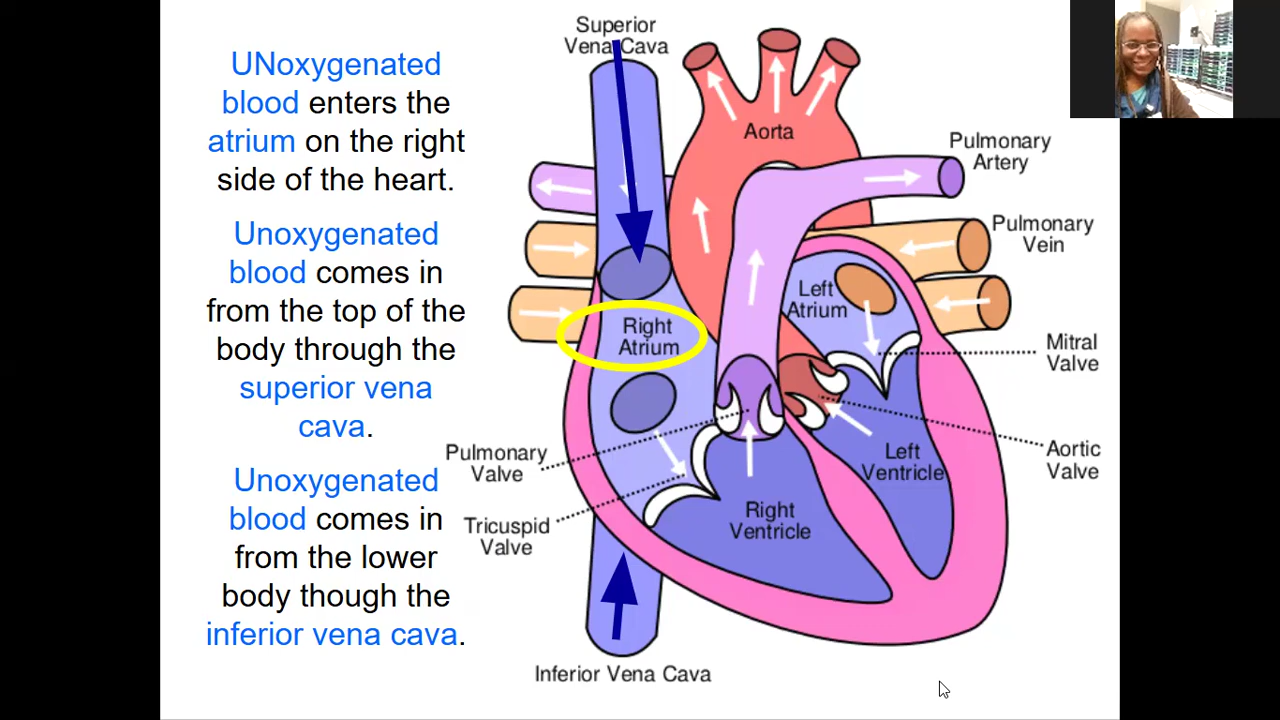 UNoxygenated
blood enters the
atrium on the right
side of the heart.
Unoxygenated
blood comes in
from the top of the
body through the
superior vena
cava.
Unoxygenated
blood comes in
from the lower
body though the
inferior vena cava.
Superior
Vena Cava
Aorta
Pulmonary
Artery
Pulmonary
Vein
Left
Atrium
Right
Atrium
Mitral
Valve
Pulmonary
Valve
Aortic
Valve
Left
Ventricle
Tricuspid
Valve
Right
Ventricle
Inferior Vena Cava